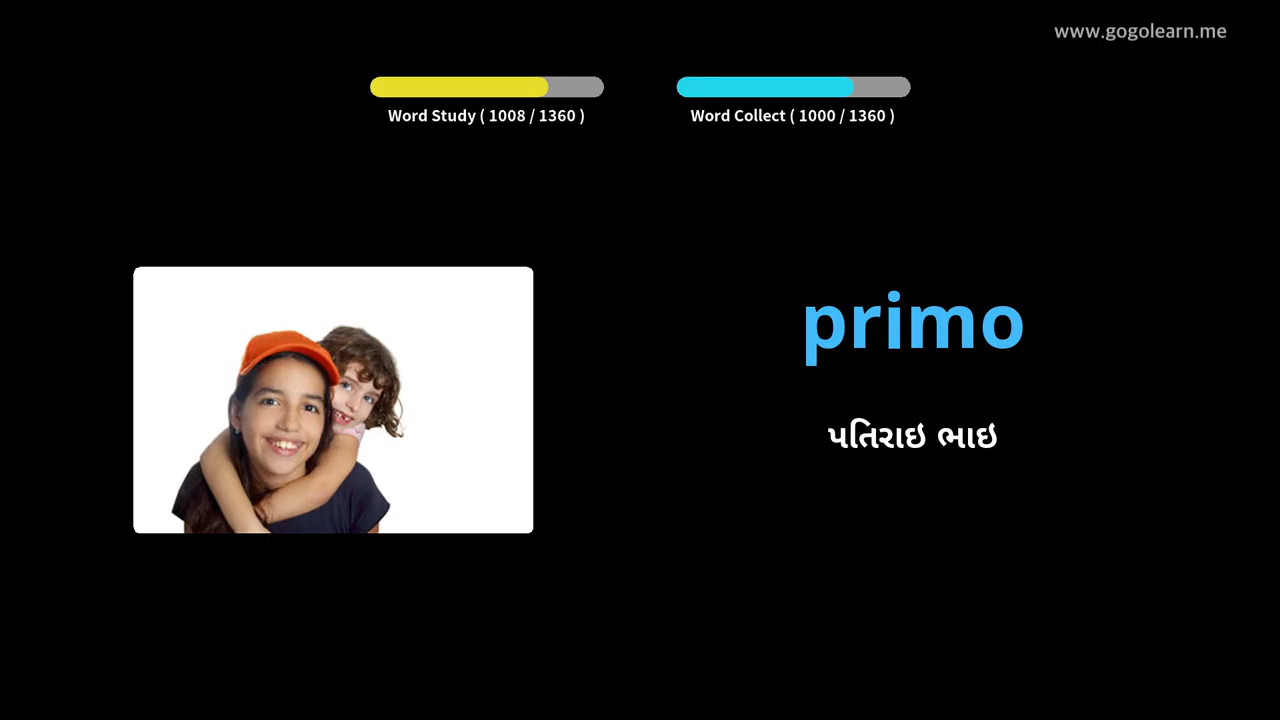 www.gogolearn.me
Word Study ( 1008 / 1360 )
Word Collect ( 1000 / 1360 )
primo
પતિરાઇ ભાઇ